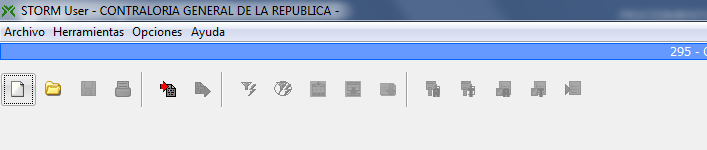 STORM User - CONTRALORIA GENERAL DE LA REPUBLICA -
Archivo Herramientas Opciones Ayuda
295 -